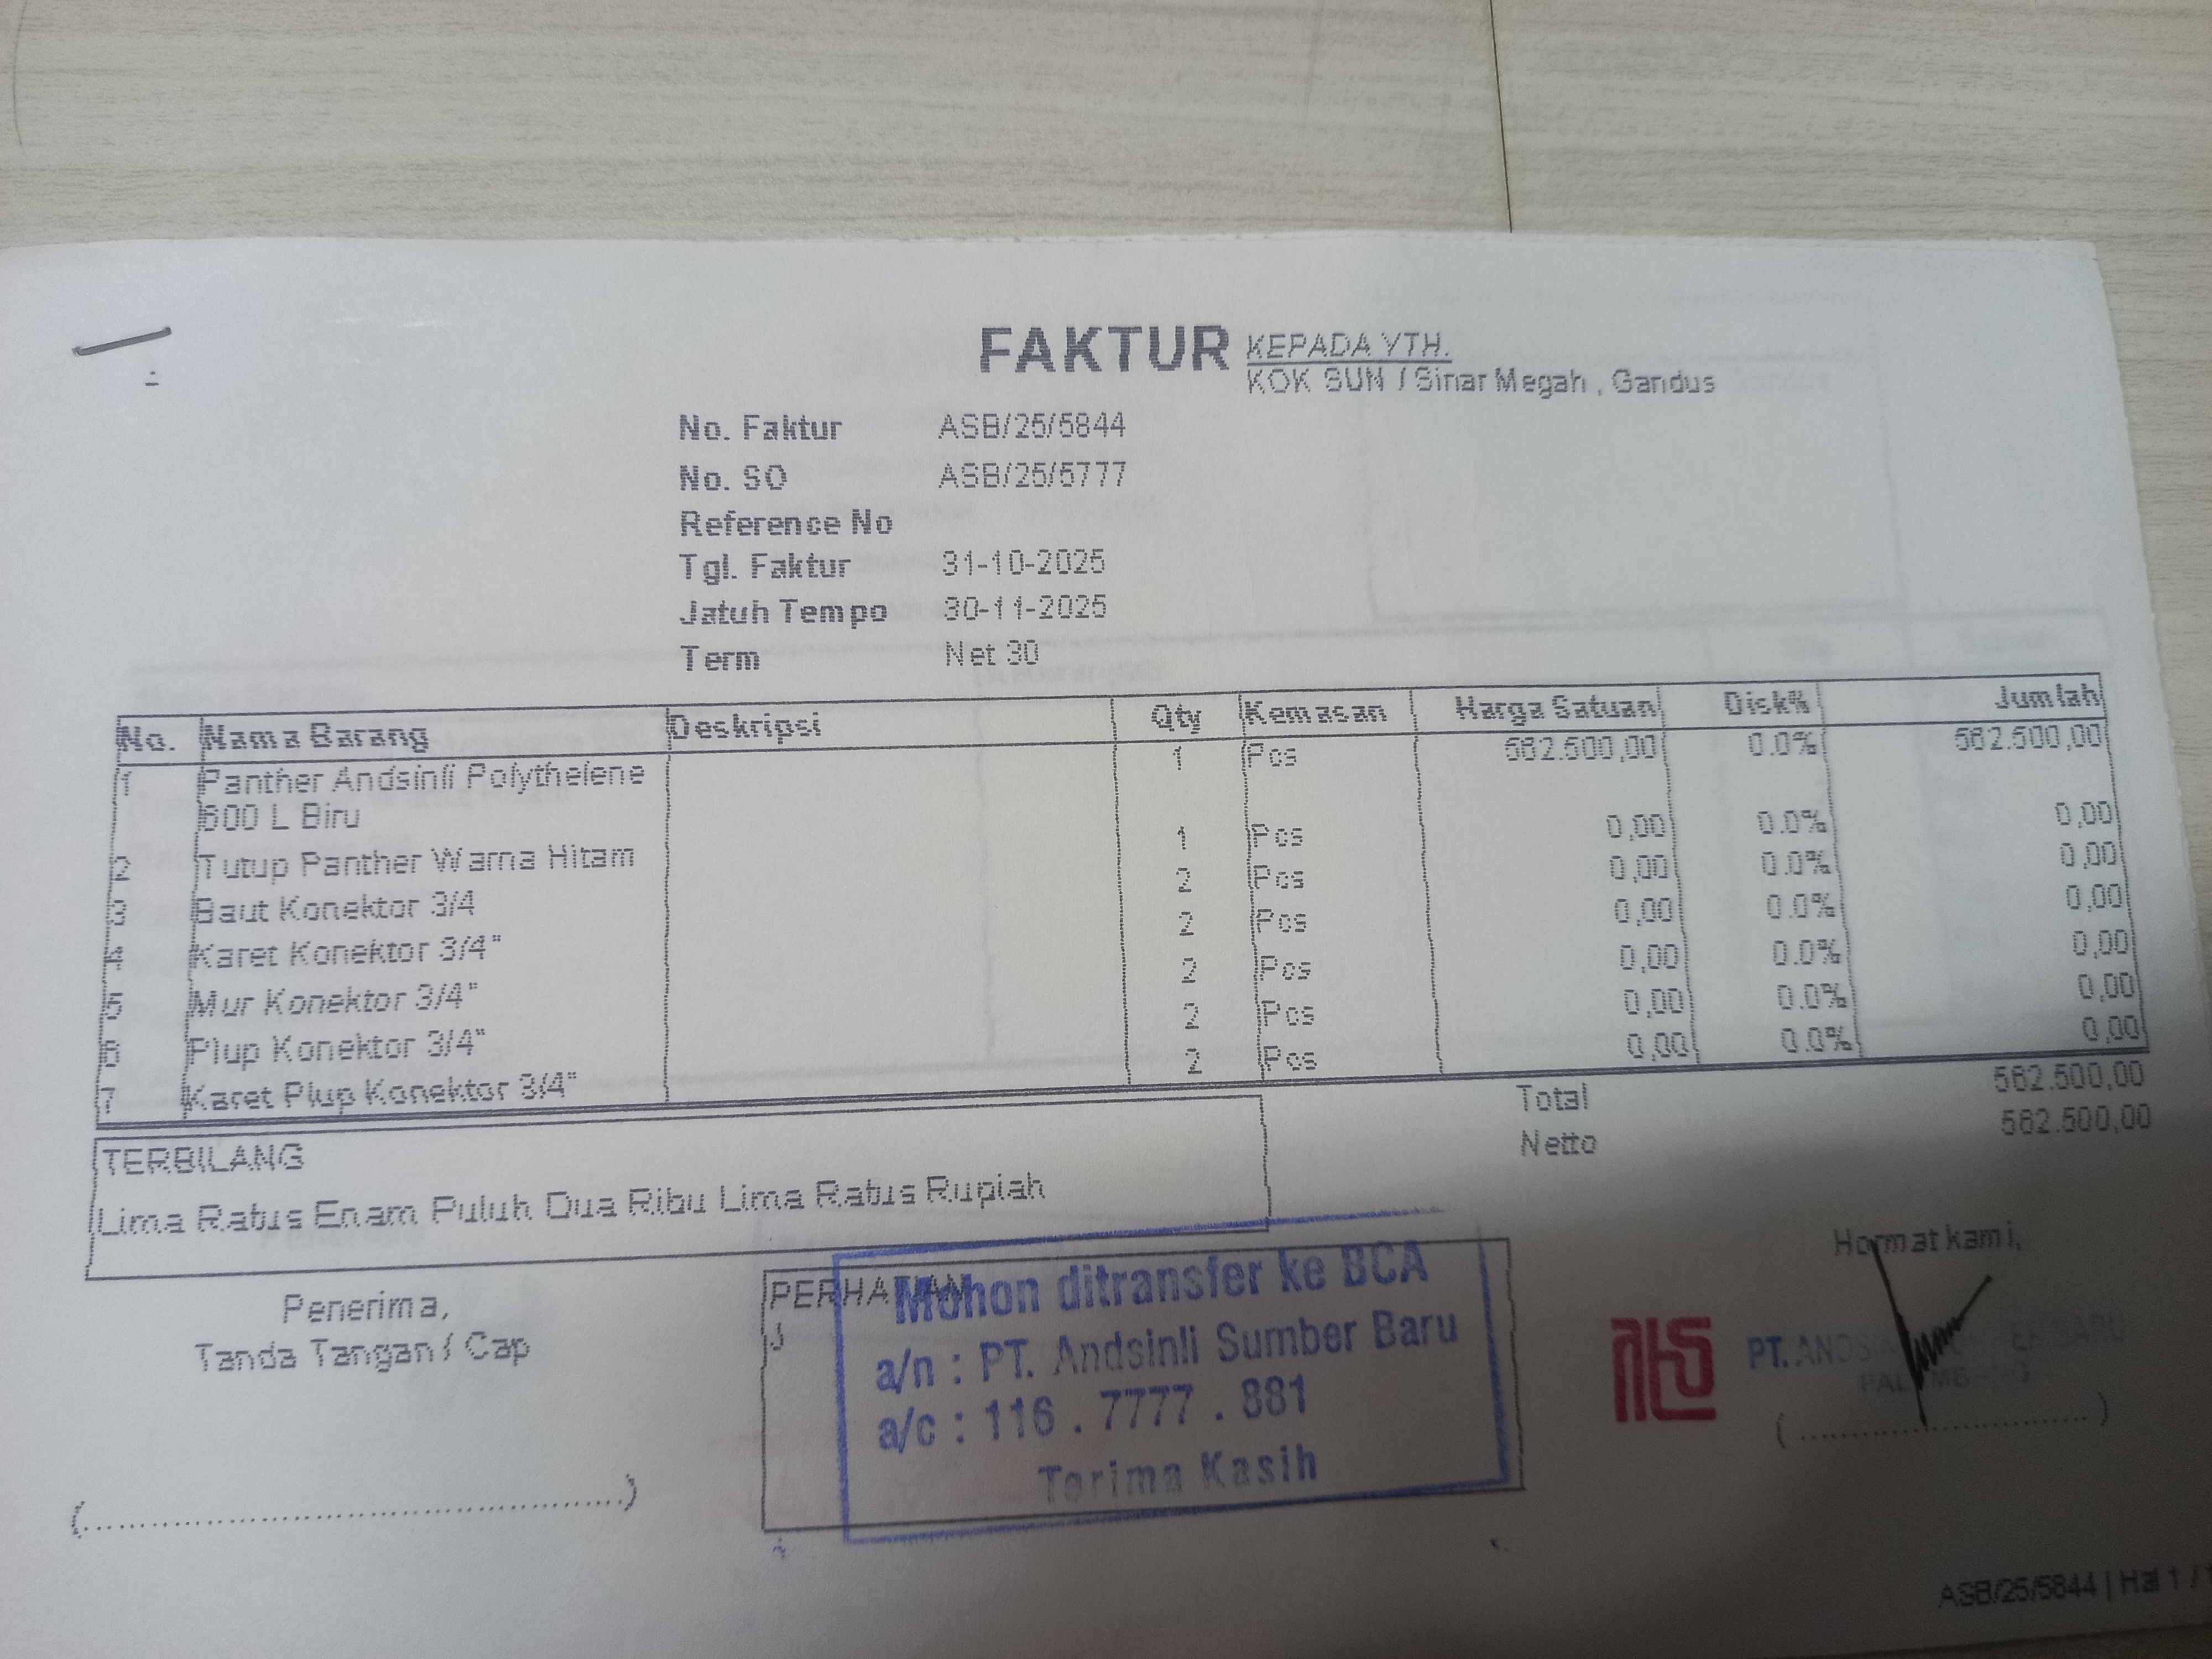 FAKTUR
KEPADA YTH.
KOK SUN / Sinar Megah , Gandus
No. Faktur ASB/25/5844
No. SO ASB/25/5777
Reference No
Tgl. Faktur 31-10-2025
Jatuh Tempo 30-11-2025
Term Net 30
No. Nama Barang Deskripsi Qty Kemasan Harga Satuan Disk% Jumlah
1 Panther Andsinli Polythelene 1 Pcs 562.500,00 0.0% 562.500,00
600 L Biru
2 Tutup Panther Warna Hitam 1 Pcs 0,00 0.0% 0,00
3 Baut Konektor 3/4 2 Pcs 0,00 0.0% 0,00
4 Karet Konektor 3/4" 2 Pcs 0,00 0.0% 0,00
5 Mur Konektor 3/4" 2 Pcs 0,00 0.0% 0,00
6 Plup Konektor 3/4" 2 Pcs 0,00 0.0% 0,00
7 Karet Plup Konektor 3/4" 2 Pcs 0,00 0.0% 0,00
Total 562.500,00
Netto 562.500,00
TERBILANG
Lima Ratus Enam Puluh Dua Ribu Lima Ratus Rupiah
Penerima,
Tanda Tangan / Cap
(....................................................)
PERHATIAN
Mohon ditransfer ke BCA
a/n : PT. Andsinli Sumber Baru
a/c : 116 . 7777 . 881
Terima Kasih
Hormat kami,
PT.
(................................)
ASB/25/5844 | Hal 1 /